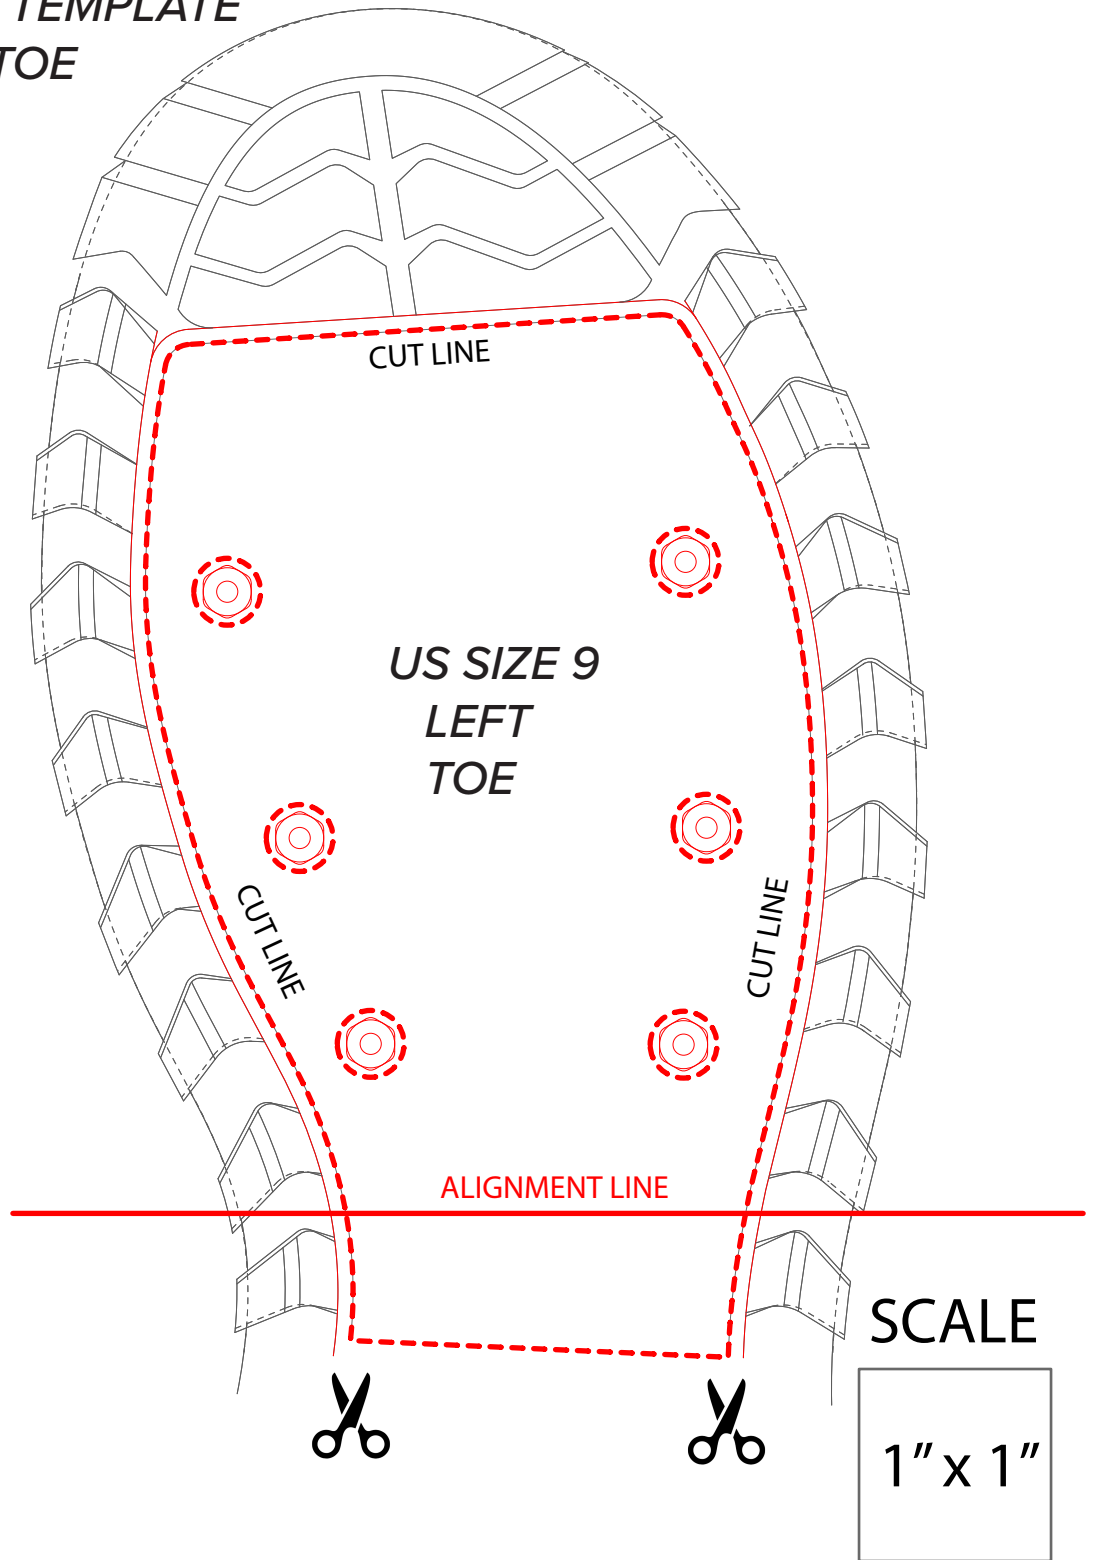 TEMPLATE
TOE
CUT LINE
US SIZE 9
LEFT
TOE
CUT LINE
CUT LINE
ALIGNMENT LINE
SCALE
1” x 1”